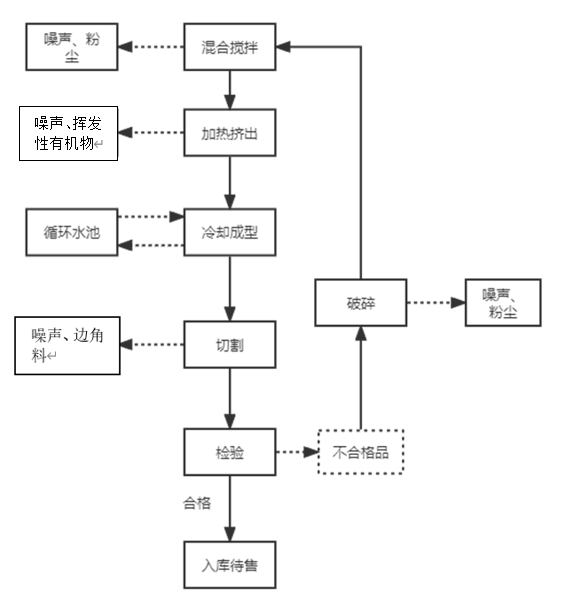 噪声、粉
尘
混合搅拌
噪声、挥发
性有机物↵
加热挤出
循环水池
冷却成型
破碎
噪声、
粉尘
噪声、边角
料↵
切割
检验
不合格品
合格
入库待售